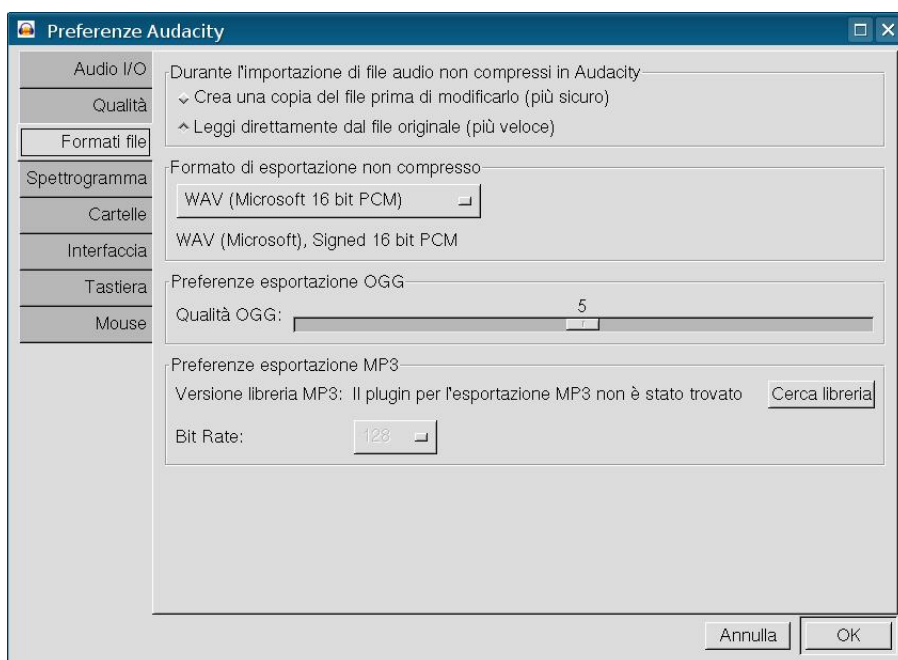 Preferenze Audacity
Audio I/O
Qualità
Formati file
Spettrogramma
Cartelle
Interfaccia
Tastiera
Mouse
Durante l'importazione di file audio non compressi in Audacity
Crea una copia del file prima di modificarlo (più sicuro)
Leggi direttamente dal file originale (più veloce)
Formato di esportazione non compresso
WAV (Microsoft 16 bit PCM)
WAV (Microsoft), Signed 16 bit PCM
Preferenze esportazione OGG
5
Qualità OGG:
Preferenze esportazione MP3
Versione libreria MP3: Il plugin per l'esportazione MP3 non è stato trovato Cerca libreria
Bit Rate: 128
Annulla OK